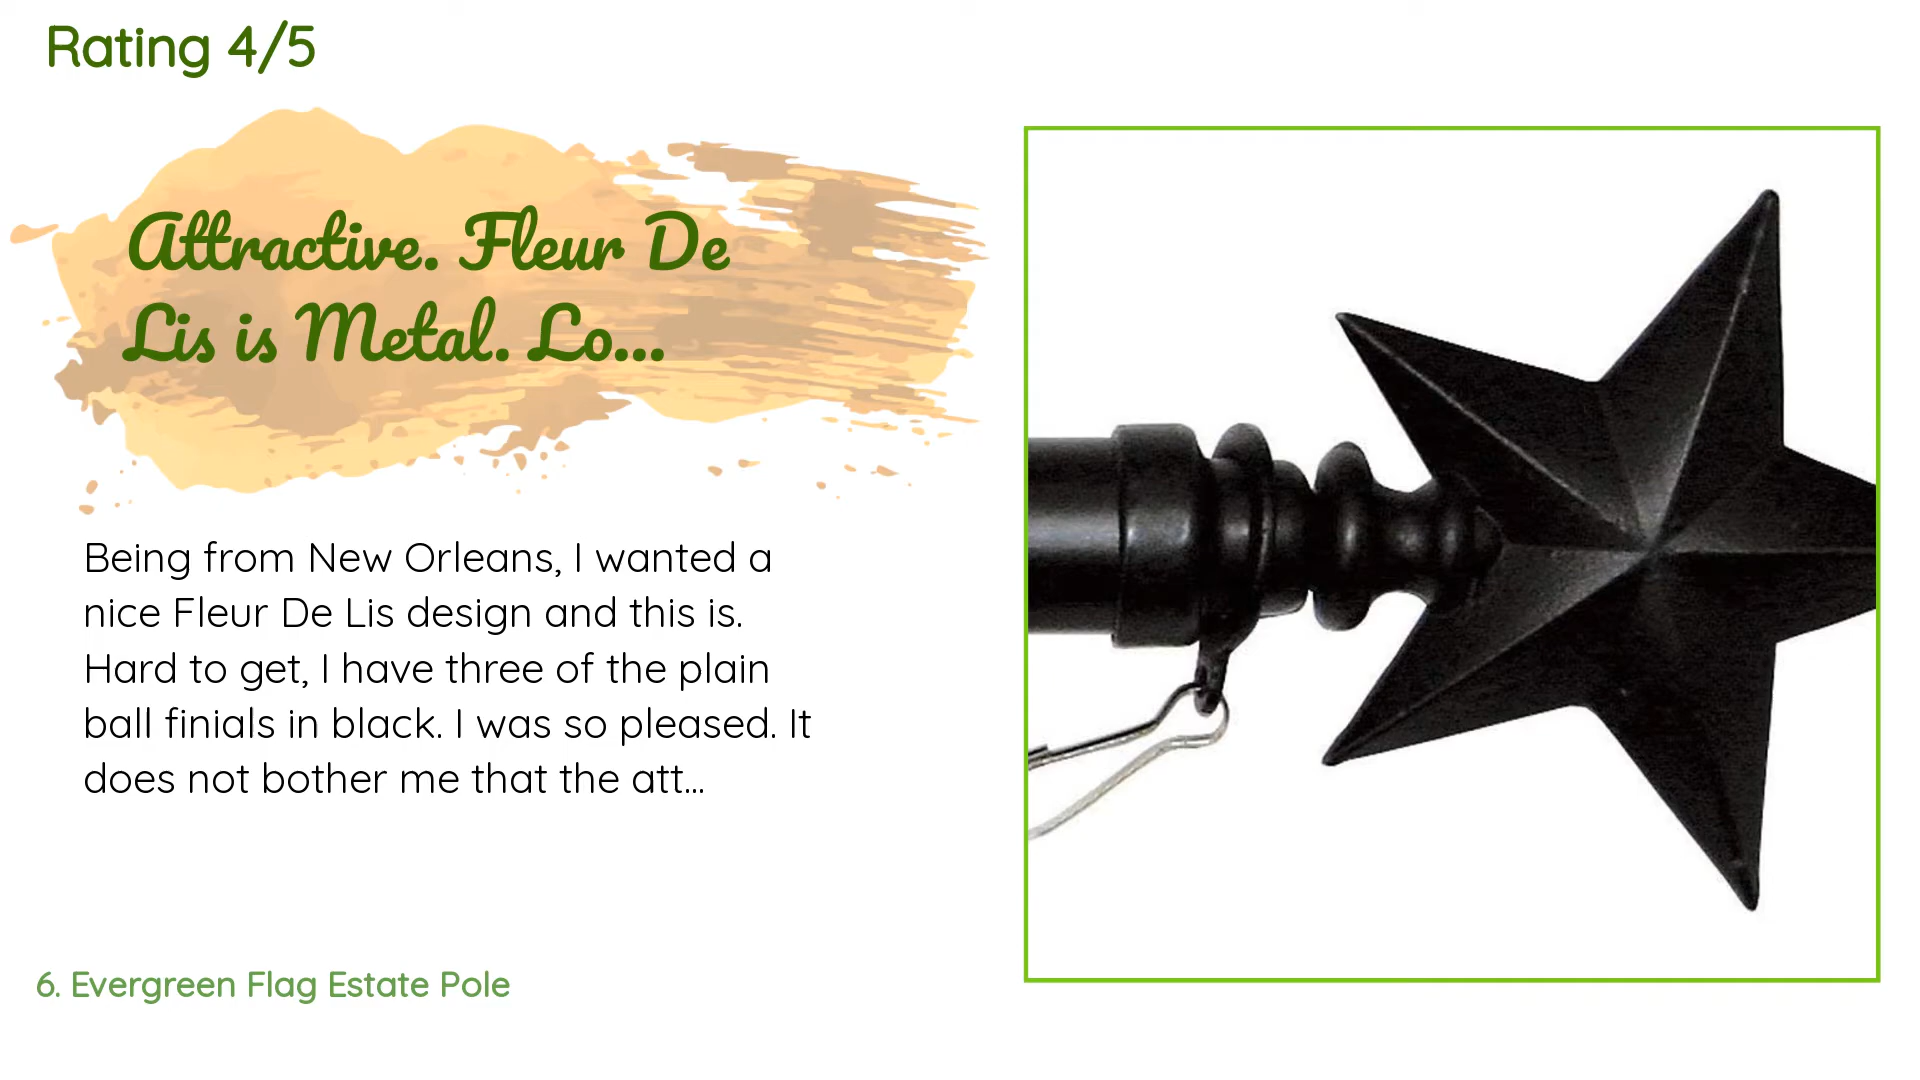 Rating 4/5
Attractive. Fleur De
Lis is Metal. Lo...
Being from New Orleans, I wanted a
nice Fleur De Lis design and this is.
Hard to get, I have three of the plain
ball finials in black. I was so pleased. It
does not bother me that the att...
6. Evergreen Flag Estate Pole